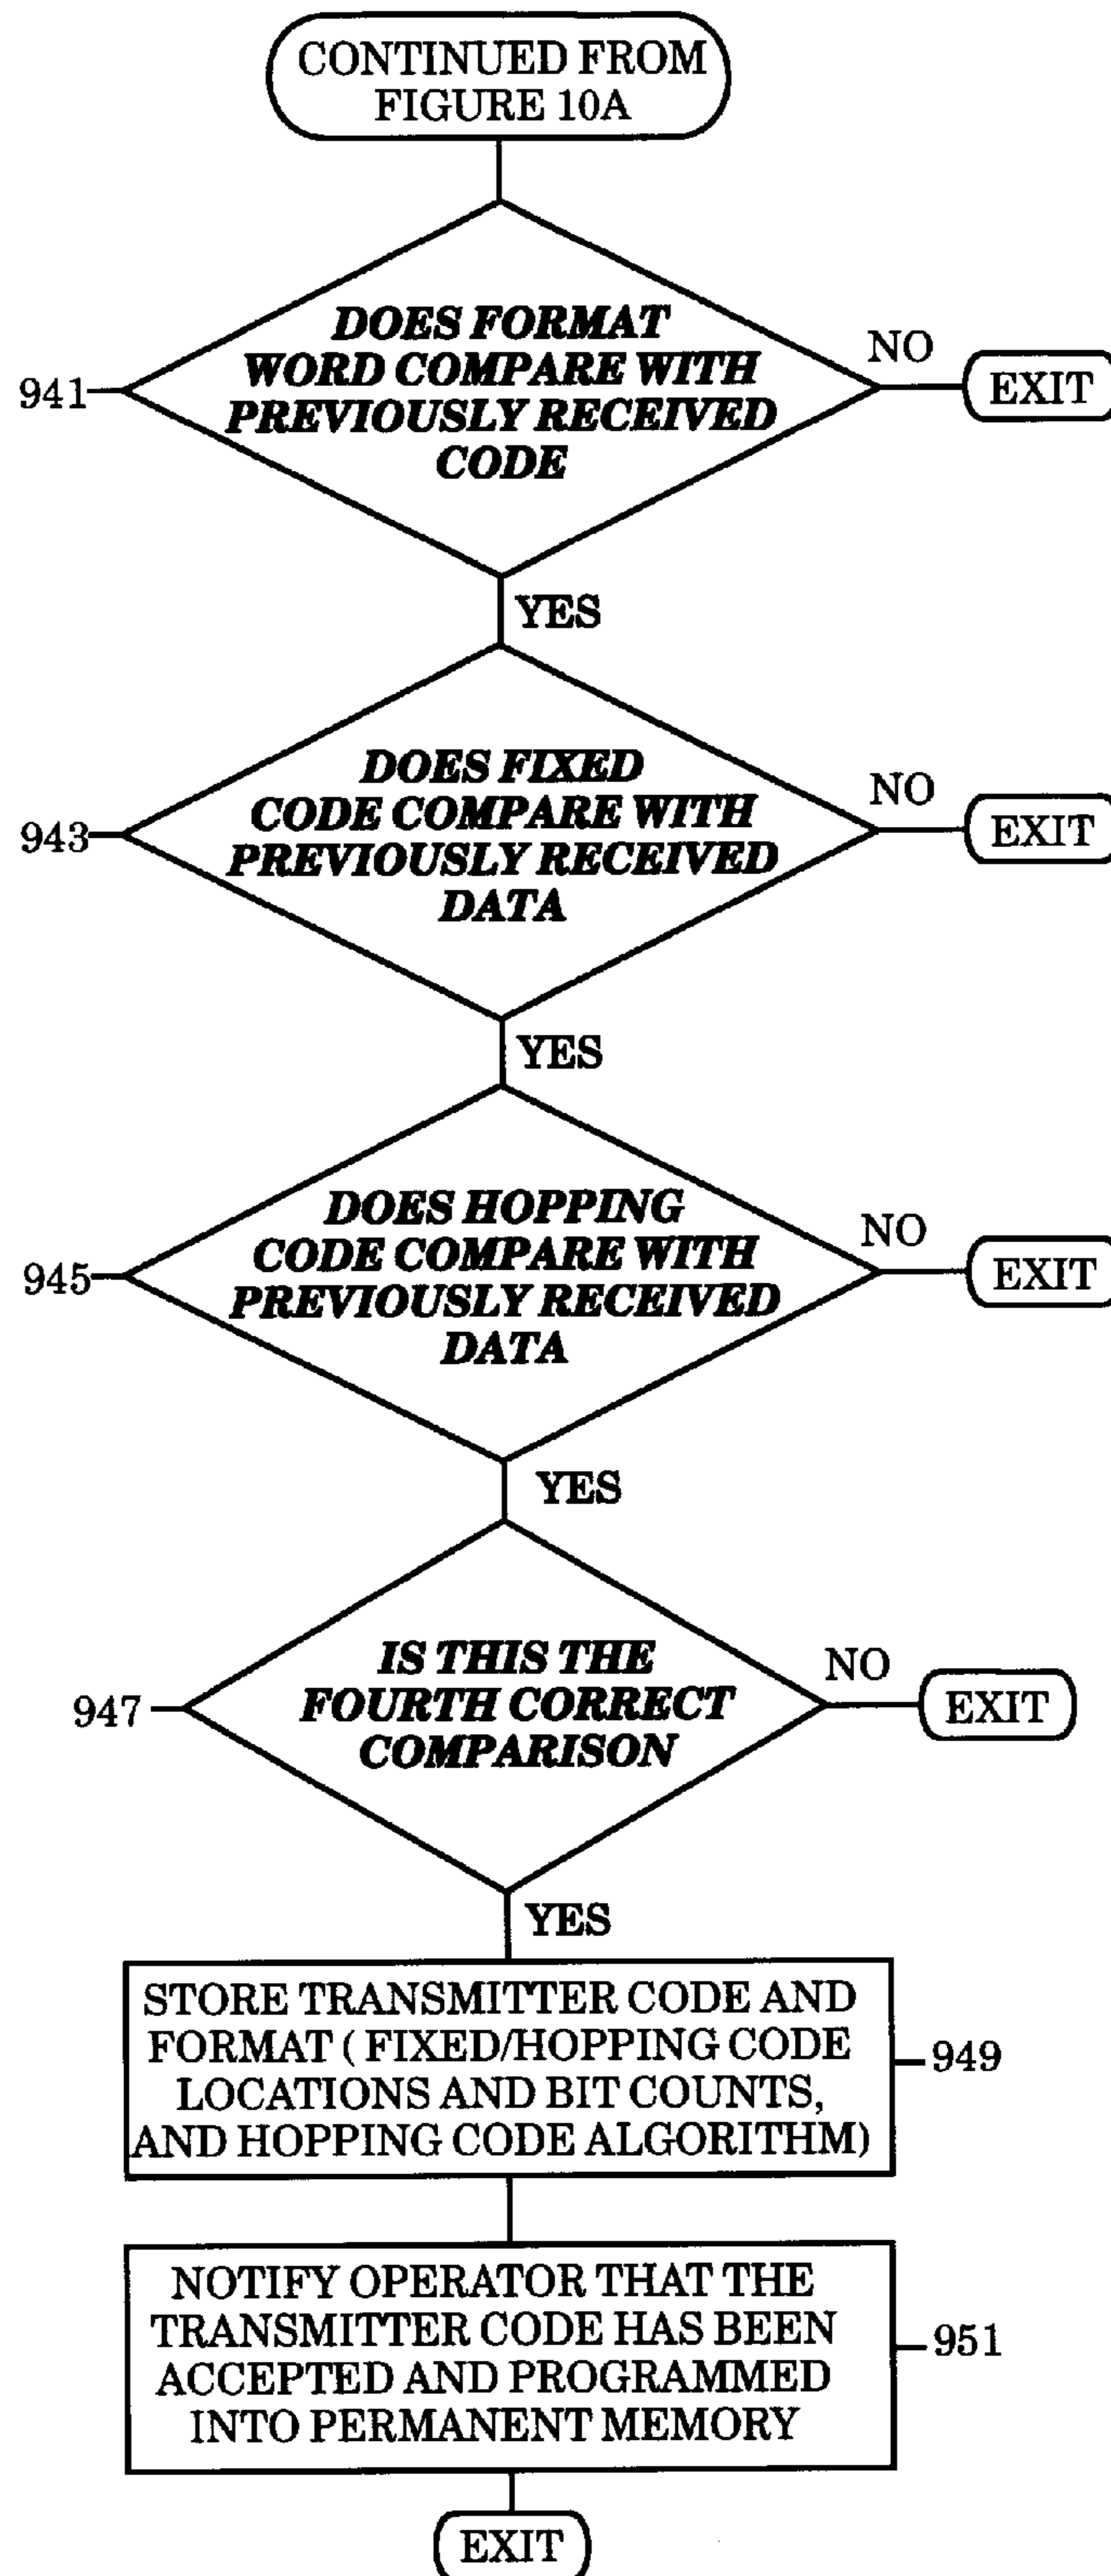 CONTINUED FROM
FIGURE 10A
DOES FORMAT
WORD COMPARE WITH
PREVIOUSLY RECEIVED
CODE
941
NO
EXIT
YES
DOES FIXED
CODE COMPARE WITH
PREVIOUSLY RECEIVED
DATA
943
NO
EXIT
YES
DOES HOPPING
CODE COMPARE WITH
PREVIOUSLY RECEIVED
DATA
945
NO
EXIT
YES
IS THIS THE
FOURTH CORRECT
COMPARISON
947
NO
EXIT
YES
STORE TRANSMITTER CODE AND
FORMAT ( FIXED/HOPPING CODE
LOCATIONS AND BIT COUNTS,
AND HOPPING CODE ALGORITHM)
949
NOTIFY OPERATOR THAT THE
TRANSMITTER CODE HAS BEEN
ACCEPTED AND PROGRAMMED
INTO PERMANENT MEMORY
951
EXIT